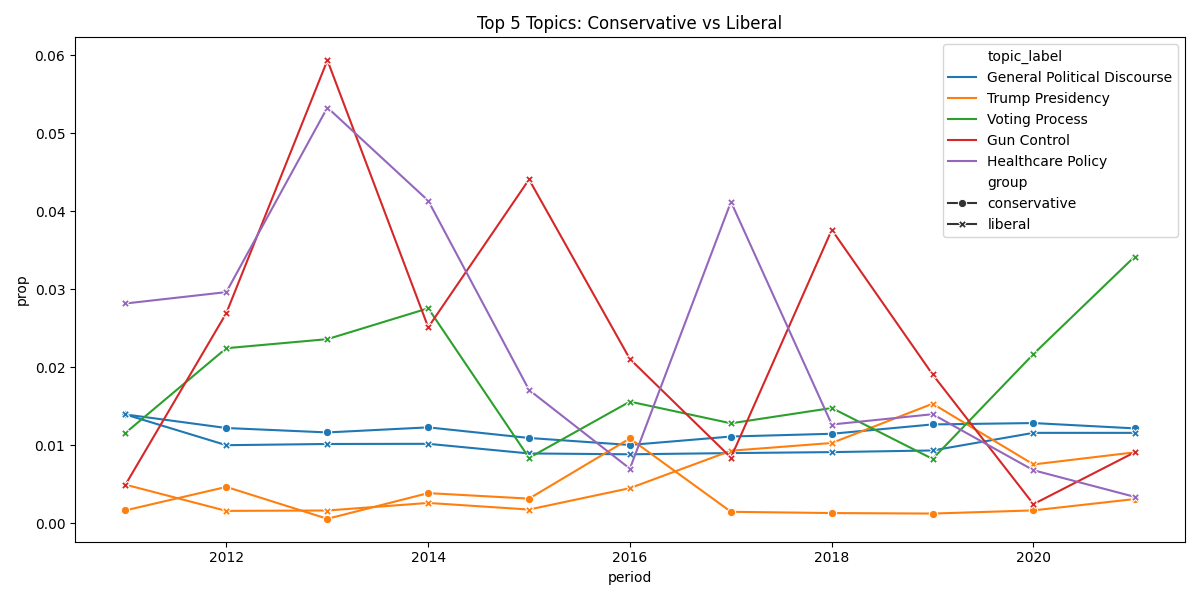 Top 5 Topics: Conservative vs Liberal
topic_label
General Political Discourse
Trump Presidency
Voting Process
Gun Control
Healthcare Policy
group
conservative
liberal
0.06
0.05
0.04
0.03
0.02
0.01
0.00
prop
2012 2014 2016 2018 2020
period